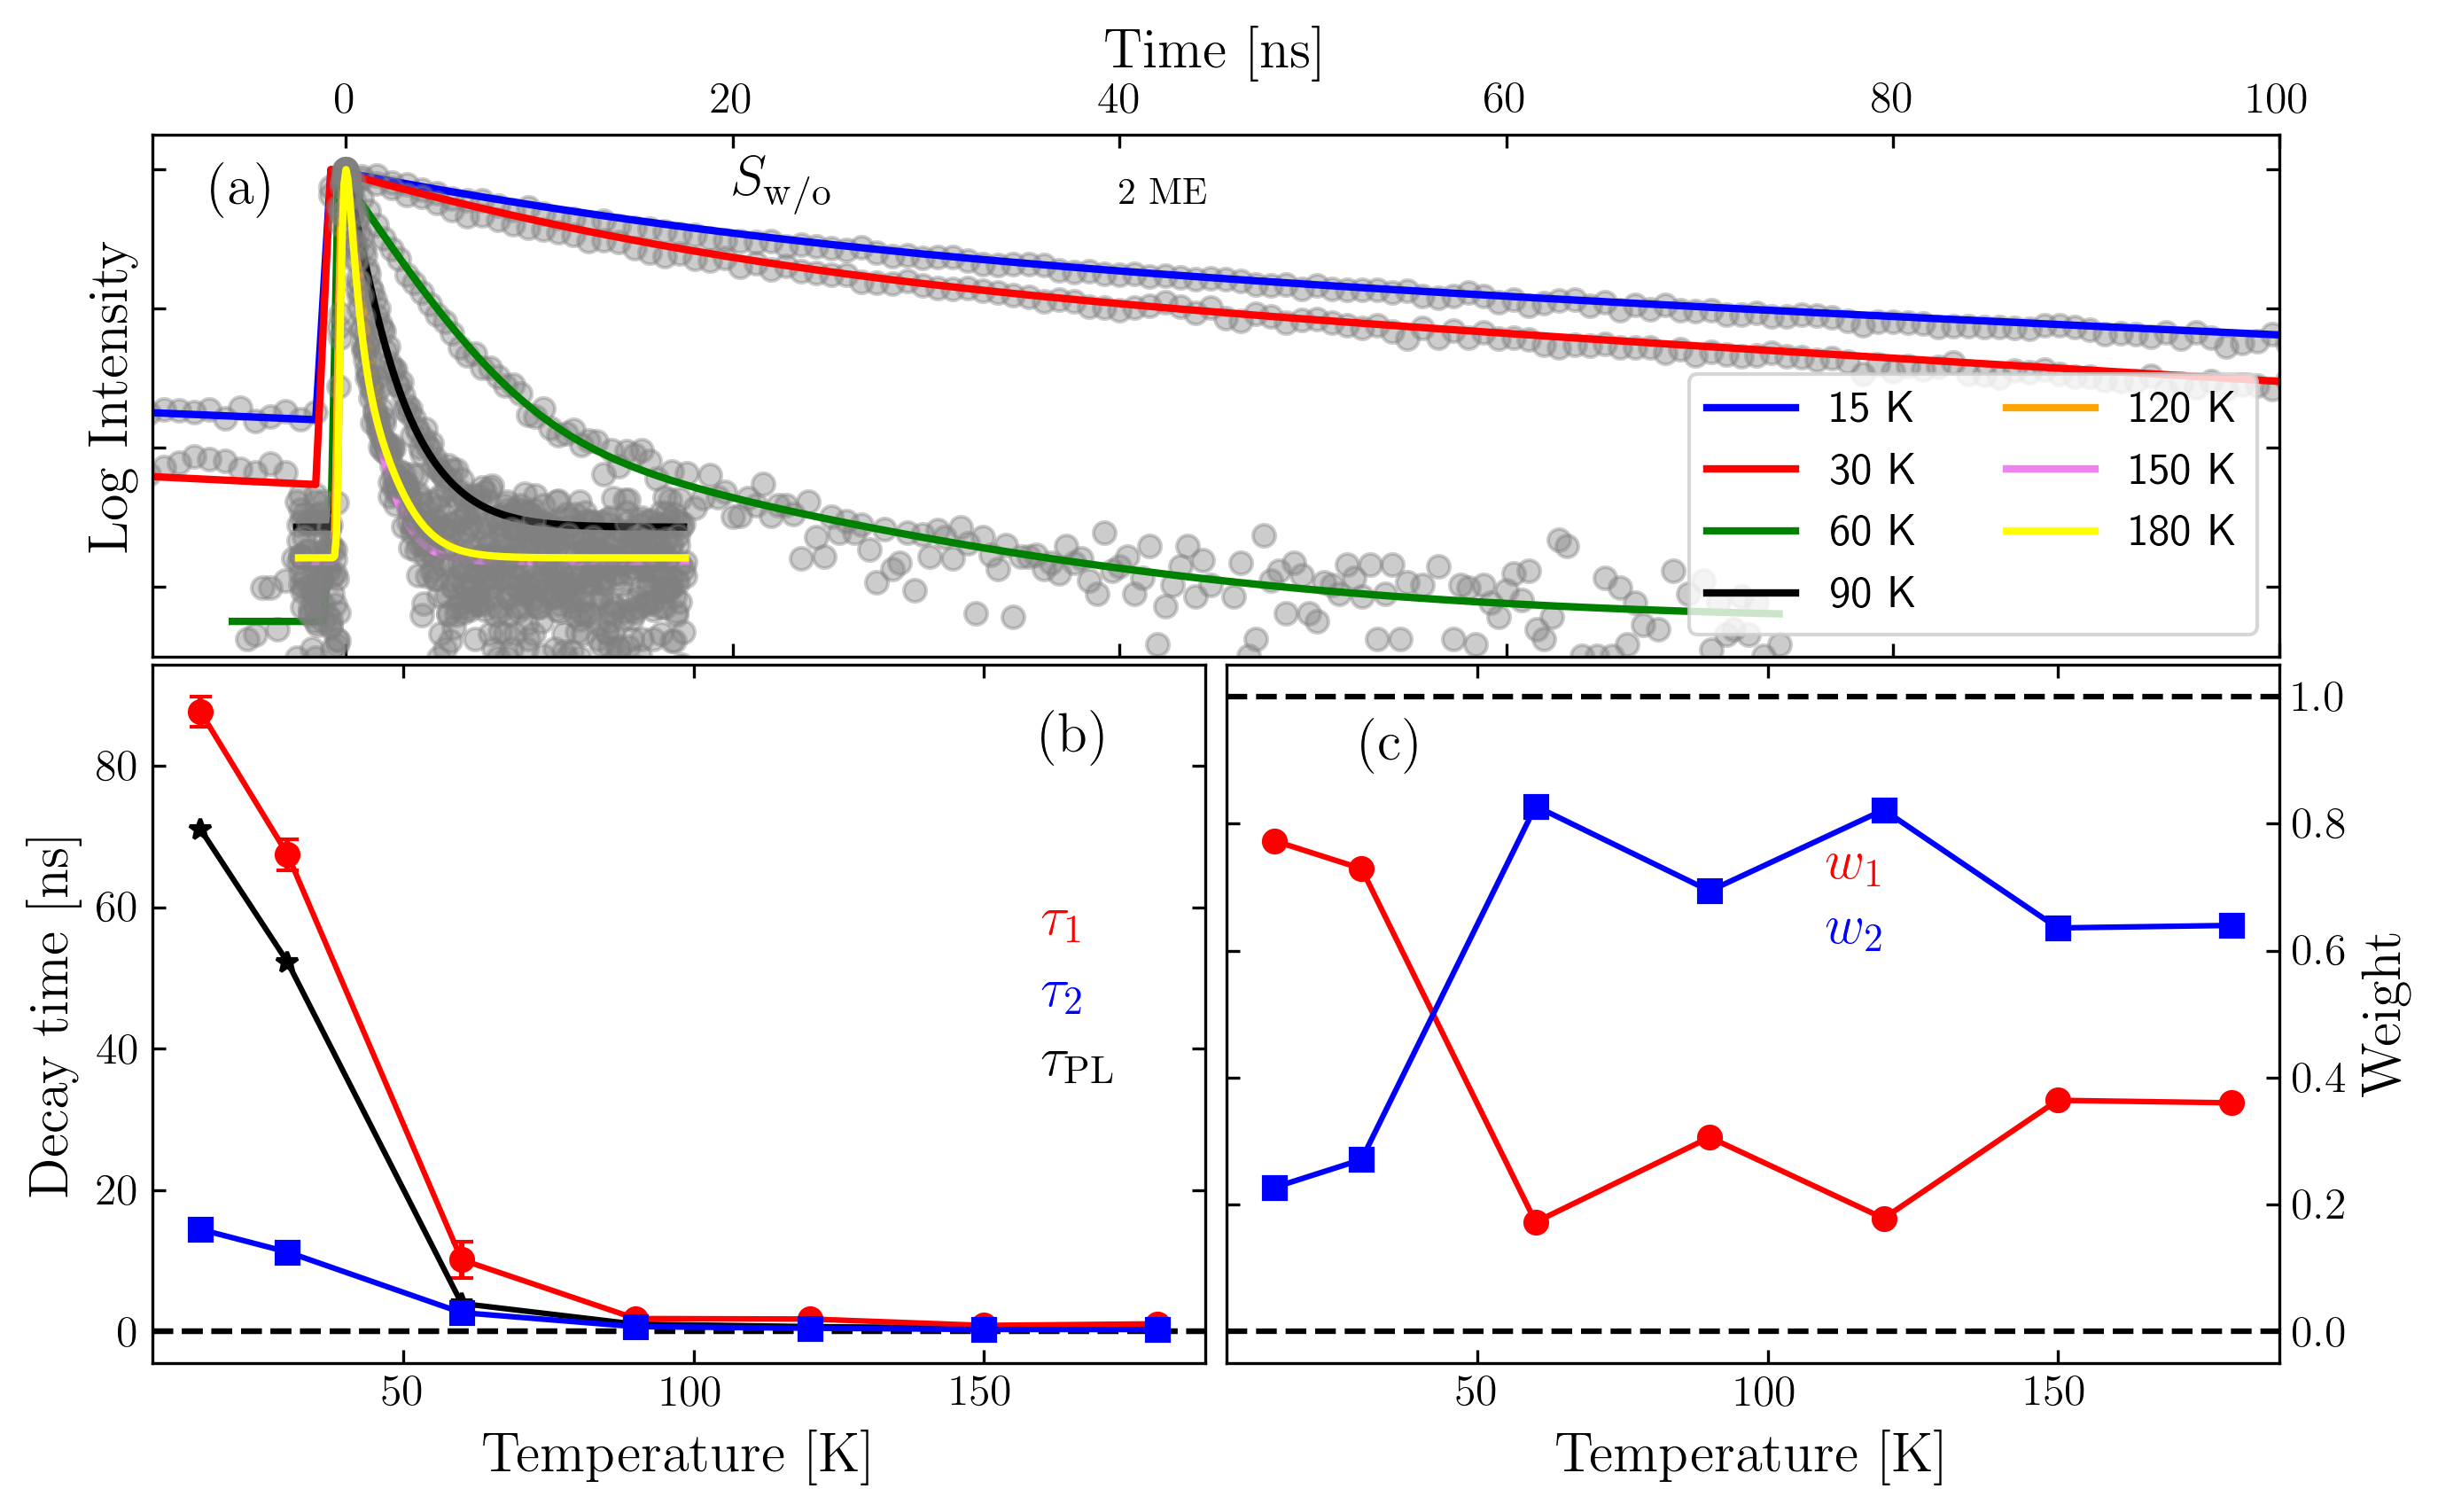 Time [ns]
0 20 40 60 80 100
(a) S_w/o 2 ME
Log Intensity
15 K 120 K
30 K 150 K
60 K 180 K
90 K
(b)
(c)
1.0
80
0.8
60
τ_1
w_1
w_2
0.6
Decay time [ns]
τ_2
Weight
40
τ_PL
0.4
20
0.2
0
0.0
50 100 150
50 100 150
Temperature [K]
Temperature [K]